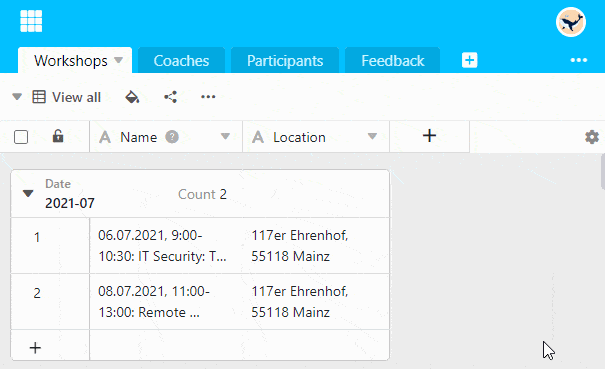 Workshops Coaches Participants Feedback
View all
Name ? Location
Date
2021-07 Count 2
1 06.07.2021, 9:00- 117er Ehrenhof,
10:30: IT Security: T... 55118 Mainz
2 08.07.2021, 11:00- 117er Ehrenhof,
13:00: Remote ... 55118 Mainz